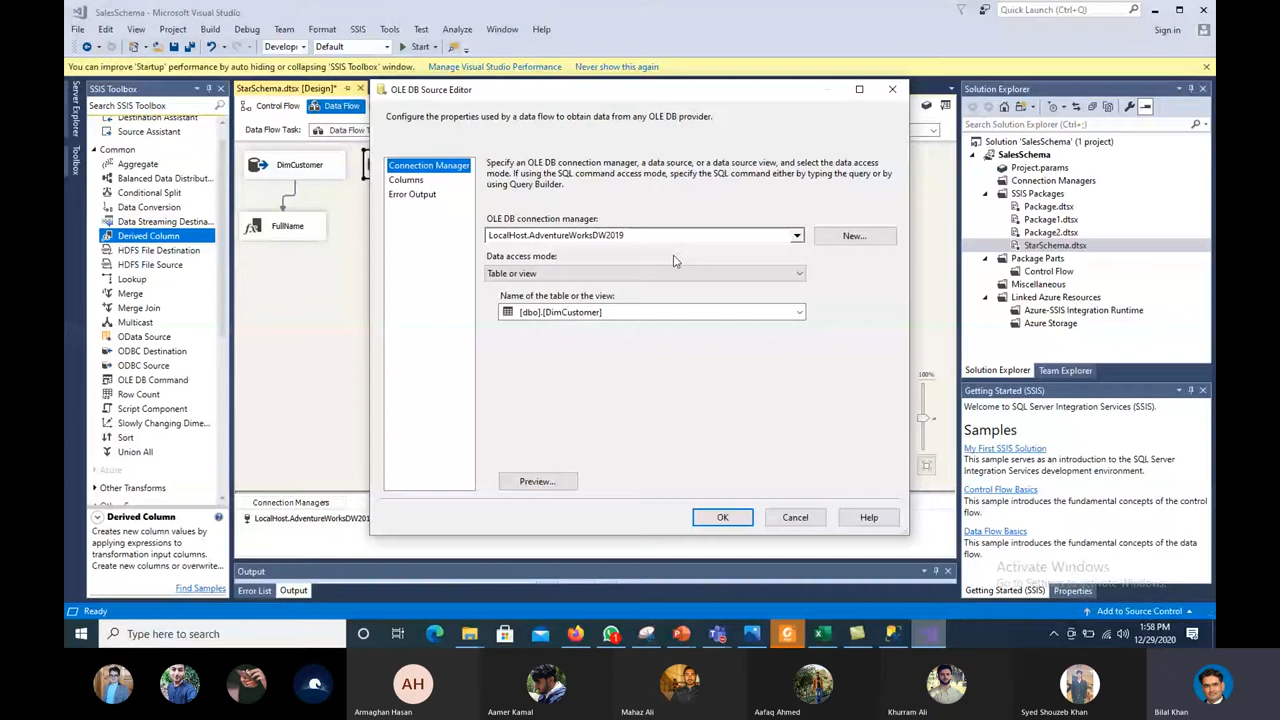 SalesSchema - Microsoft Visual Studio
Quick Launch (Ctrl+Q)
File Edit View Project Build Debug Team Format SSIS Tools Test Analyze Window Help
Sign in
Develop Default Start
You can improve 'Startup' performance by auto hiding or collapsing 'SSIS Toolbox' window. Manage Visual Studio Performance Never show this again
Server Explorer
Toolbox
SSIS Toolbox
Search SSIS Toolbox
Destination Assistant
Source Assistant
Common
Aggregate
Balanced Data Distribut...
Conditional Split
Data Conversion
Data Streaming Destina...
Derived Column
HDFS File Destination
HDFS File Source
Lookup
Merge
Merge Join
Multicast
OData Source
ODBC Destination
ODBC Source
OLE DB Command
Row Count
Script Component
Slowly Changing Dimen...
Sort
Union All
Azure
Other Transforms
Derived Column
Creates new column values by
applying expressions to
transformation input columns.
Create new columns or overwrite...
Find Samples
StarSchema.dtsx [Design]*
Control Flow Data Flow
Data Flow Task: Data Flow T
DimCustomer
FullName
Connection Managers
LocalHost.AdventureWorksDW201
100%
OLE DB Source Editor
Configure the properties used by a data flow to obtain data from any OLE DB provider.
Connection Manager
Columns
Error Output
Specify an OLE DB connection manager, a data source, or a data source view, and select the data access
mode. If using the SQL command access mode, specify the SQL command either by typing the query or by
using Query Builder.
OLE DB connection manager:
LocalHost.AdventureWorksDW2019
New...
Data access mode:
Table or view
Name of the table or the view:
[dbo].[DimCustomer]
Preview...
OK Cancel Help
Solution Explorer
Search Solution Explorer (Ctrl+;)
Solution 'SalesSchema' (1 project)
SalesSchema
Project.params
Connection Managers
SSIS Packages
Package.dtsx
Package1.dtsx
Package2.dtsx
StarSchema.dtsx
Package Parts
Control Flow
Miscellaneous
Linked Azure Resources
Azure-SSIS Integration Runtime
Azure Storage
Solution Explorer Team Explorer
Getting Started (SSIS)
Welcome to SQL Server Integration Services (SSIS).
Samples
My First SSIS Solution
This sample serves as an introduction to the SQL Server
Integration Services development environment.
Control Flow Basics
This sample introduces the fundamental concepts of the control
flow.
Data Flow Basics
This sample introduces the fundamental concepts of the data
flow.
Activate Windows
Go to Settings to activate Windows.
Getting Started (SSIS) Properties
Output
Error List Output
Ready
Add to Source Control
Type here to search
1:58 PM
12/29/2020
AH
Armaghan Hasan Aamer Kamal Mahaz Ali Aafaq Ahmed Khurram Ali Syed Shouzeb Khan Bilal Khan